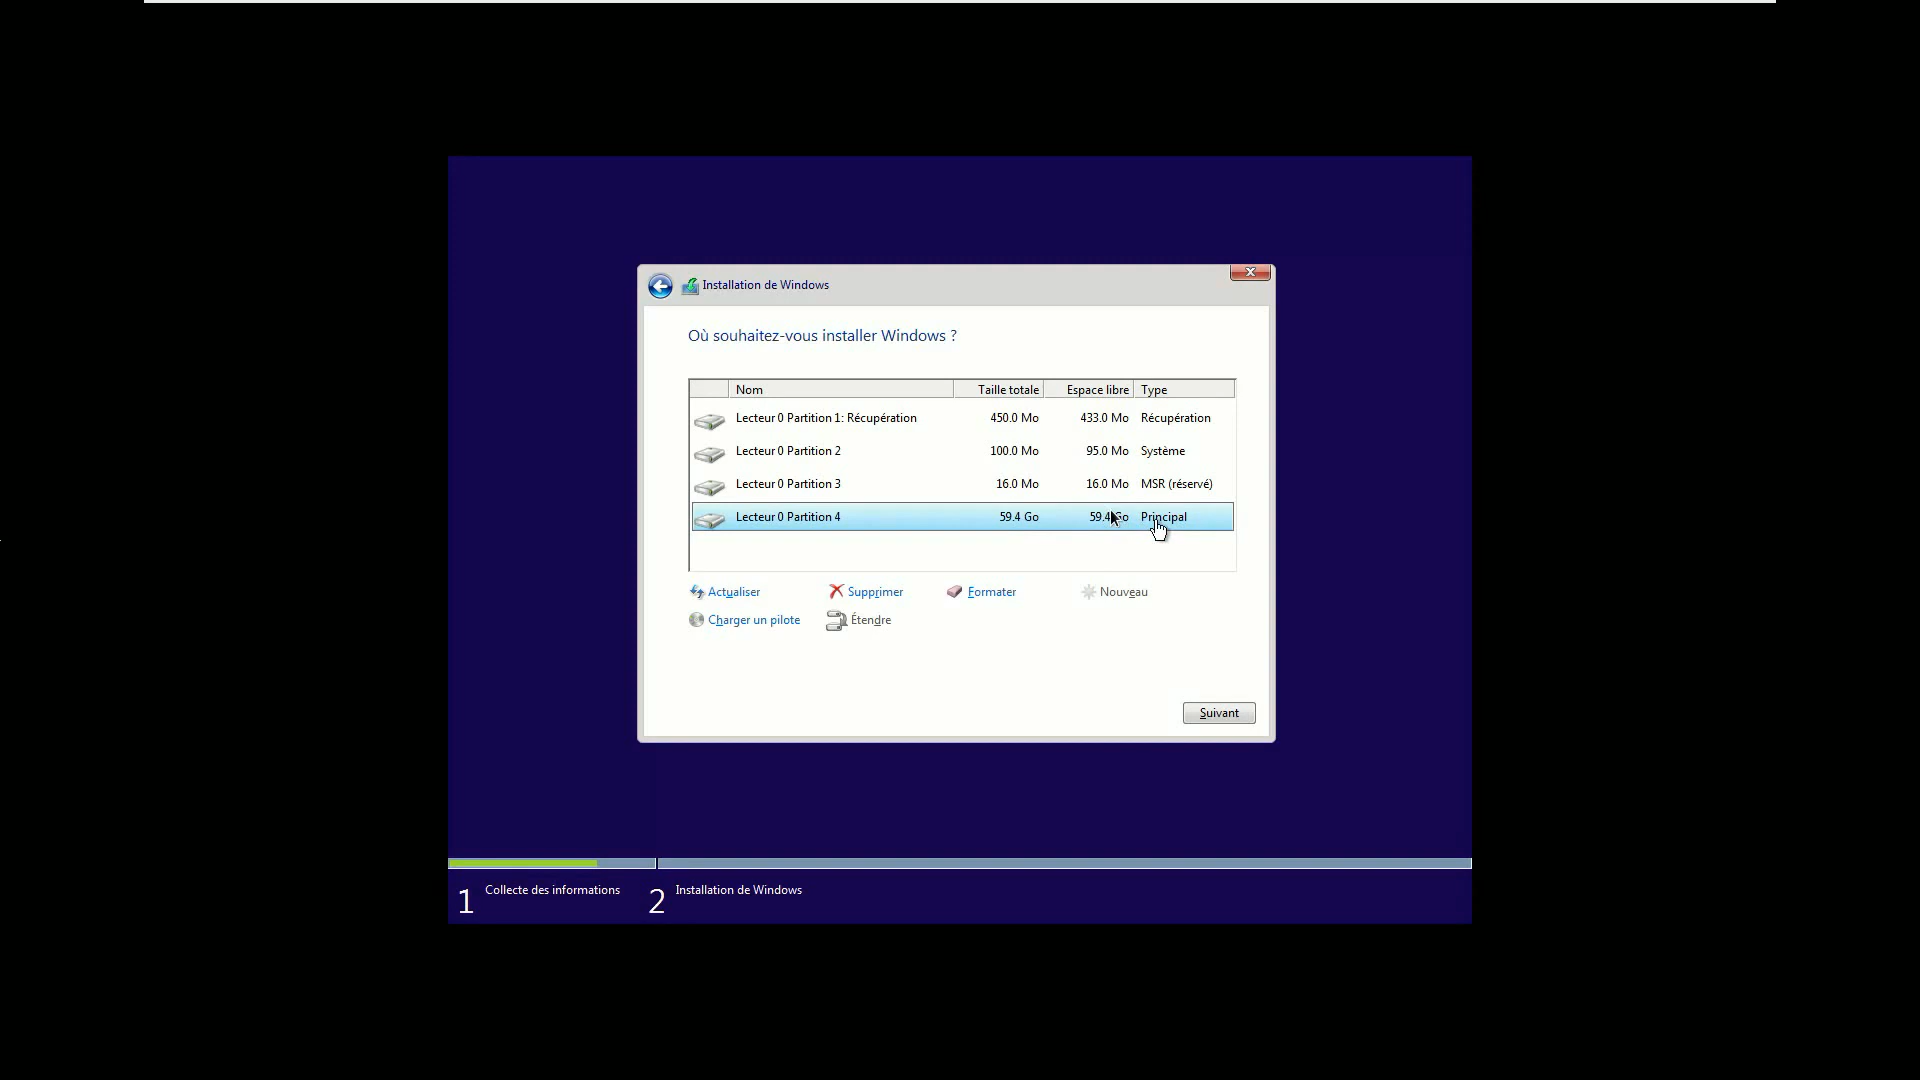 Installation de Windows
Où souhaitez-vous installer Windows ?
Nom Taille totale Espace libre Type
Lecteur 0 Partition 1: Récupération 450.0 Mo 433.0 Mo Récupération
Lecteur 0 Partition 2 100.0 Mo 95.0 Mo Système
Lecteur 0 Partition 3 16.0 Mo 16.0 Mo MSR (réservé)
Lecteur 0 Partition 4 59.4 Go 59.4 Go Principal
Actualiser Supprimer Formater Nouveau
Charger un pilote Étendre
Suivant
1 Collecte des informations 2 Installation de Windows